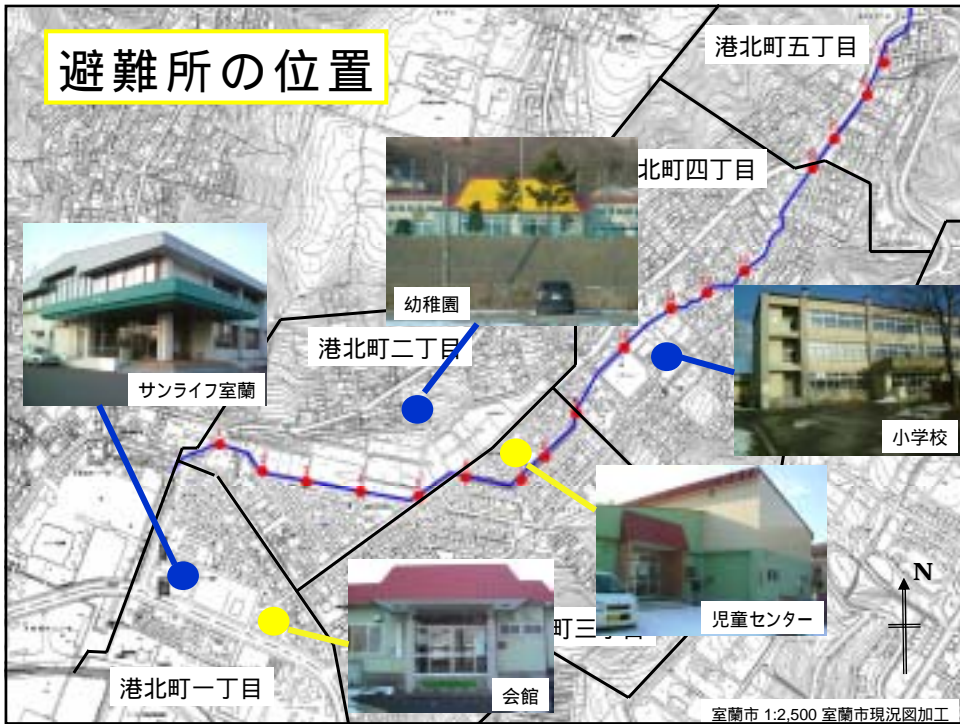 避難所の位置
港北町五丁目
北町四丁目
幼稚園
港北町二丁目
サンライフ室蘭
小学校
児童センター
町三丁目
会館
港北町一丁目
N
室蘭市 1:2,500 室蘭市現況図加工